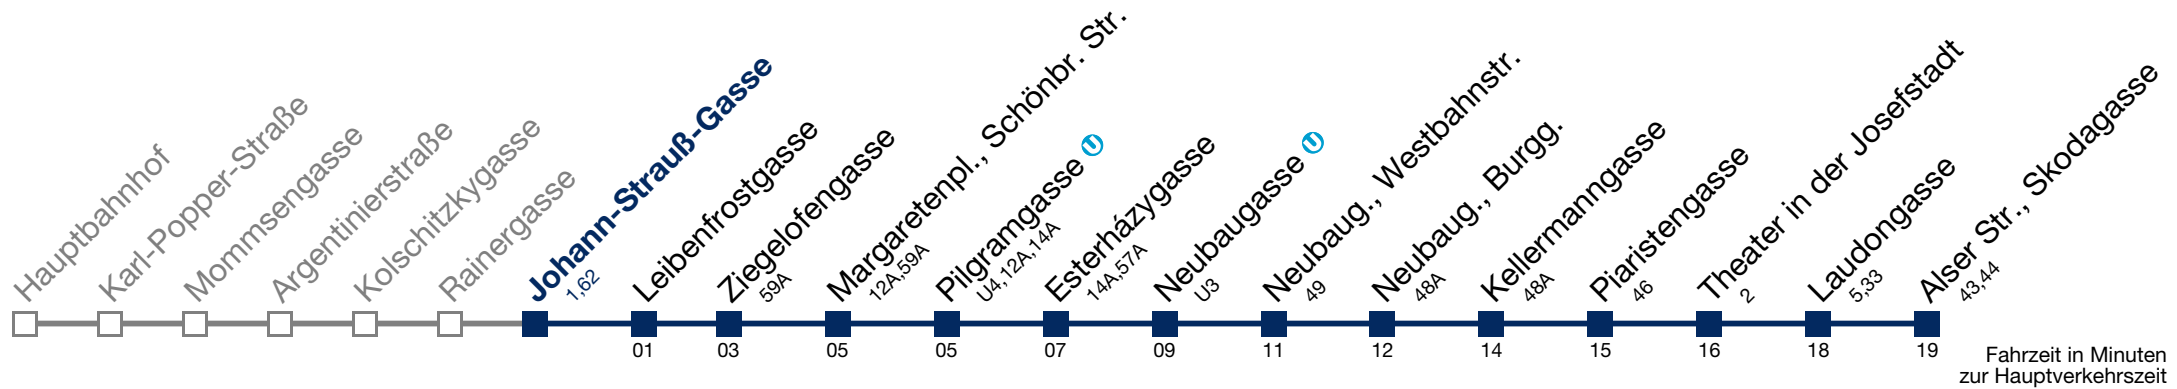 Hauptbahnhof
Karl-Popper-Straße
Mommsengasse
Argentinierstraße
Kolschitzkygasse
Rainergasse
Johann-Strauß-Gasse
1,62
Leibenfrostgasse
01
Ziegelofengasse
59A
03
Margaretenpl., Schönbr. Str.
12A,59A
05
Pilgramgasse U
U4,12A,14A
05
Esterházygasse
14A,57A
07
Neubaugasse U
U3
09
Neubaug., Westbahnstr.
49
11
Neubaug., Burgg.
48A
12
Kellermanngasse
48A
14
Piaristengasse
46
15
Theater in der Josefstadt
2
16
Laudongasse
5,33
18
Alser Str., Skodagasse
43,44
19
Fahrzeit in Minuten
zur Hauptverkehrszeit